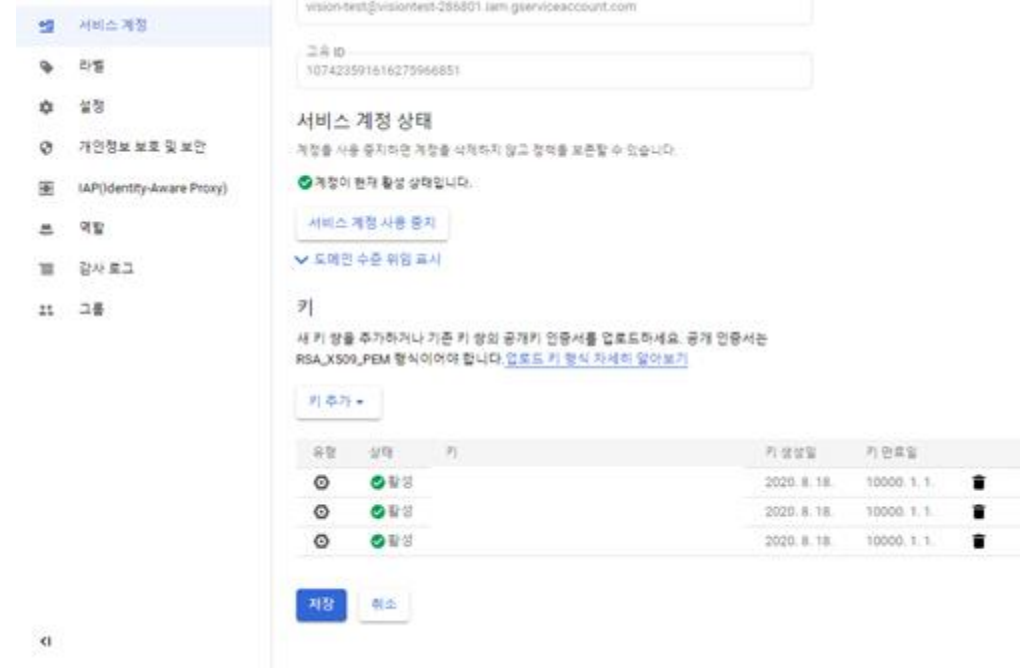 vision-test@visiontest-286801.iam.gserviceaccount.com
서비스 계정
고유 ID
107423591616275966851
라벨
설정
서비스 계정 상태
개인정보 보호 및 보안
계정을 사용 중지하면 계정을 삭제하지 않고 정책을 보존할 수 있습니다.
IAP(Identity-Aware Proxy)
계정이 현재 활성 상태입니다.
역할
서비스 계정 사용 중지
감사 로그
도메인 수준 위임 표시
그룹
키
새 키 쌍을 추가하거나 기존 키 쌍의 공개키 인증서를 업로드하세요. 공개 인증서는
RSA_X509_PEM 형식이어야 합니다. 업로드 키 형식 자세히 알아보기
키 추가
유형 상태 키 키 생성일 키 만료일
활성 2020. 8. 18. 10000. 1. 1.
활성 2020. 8. 18. 10000. 1. 1.
활성 2020. 8. 18. 10000. 1. 1.
저장 취소